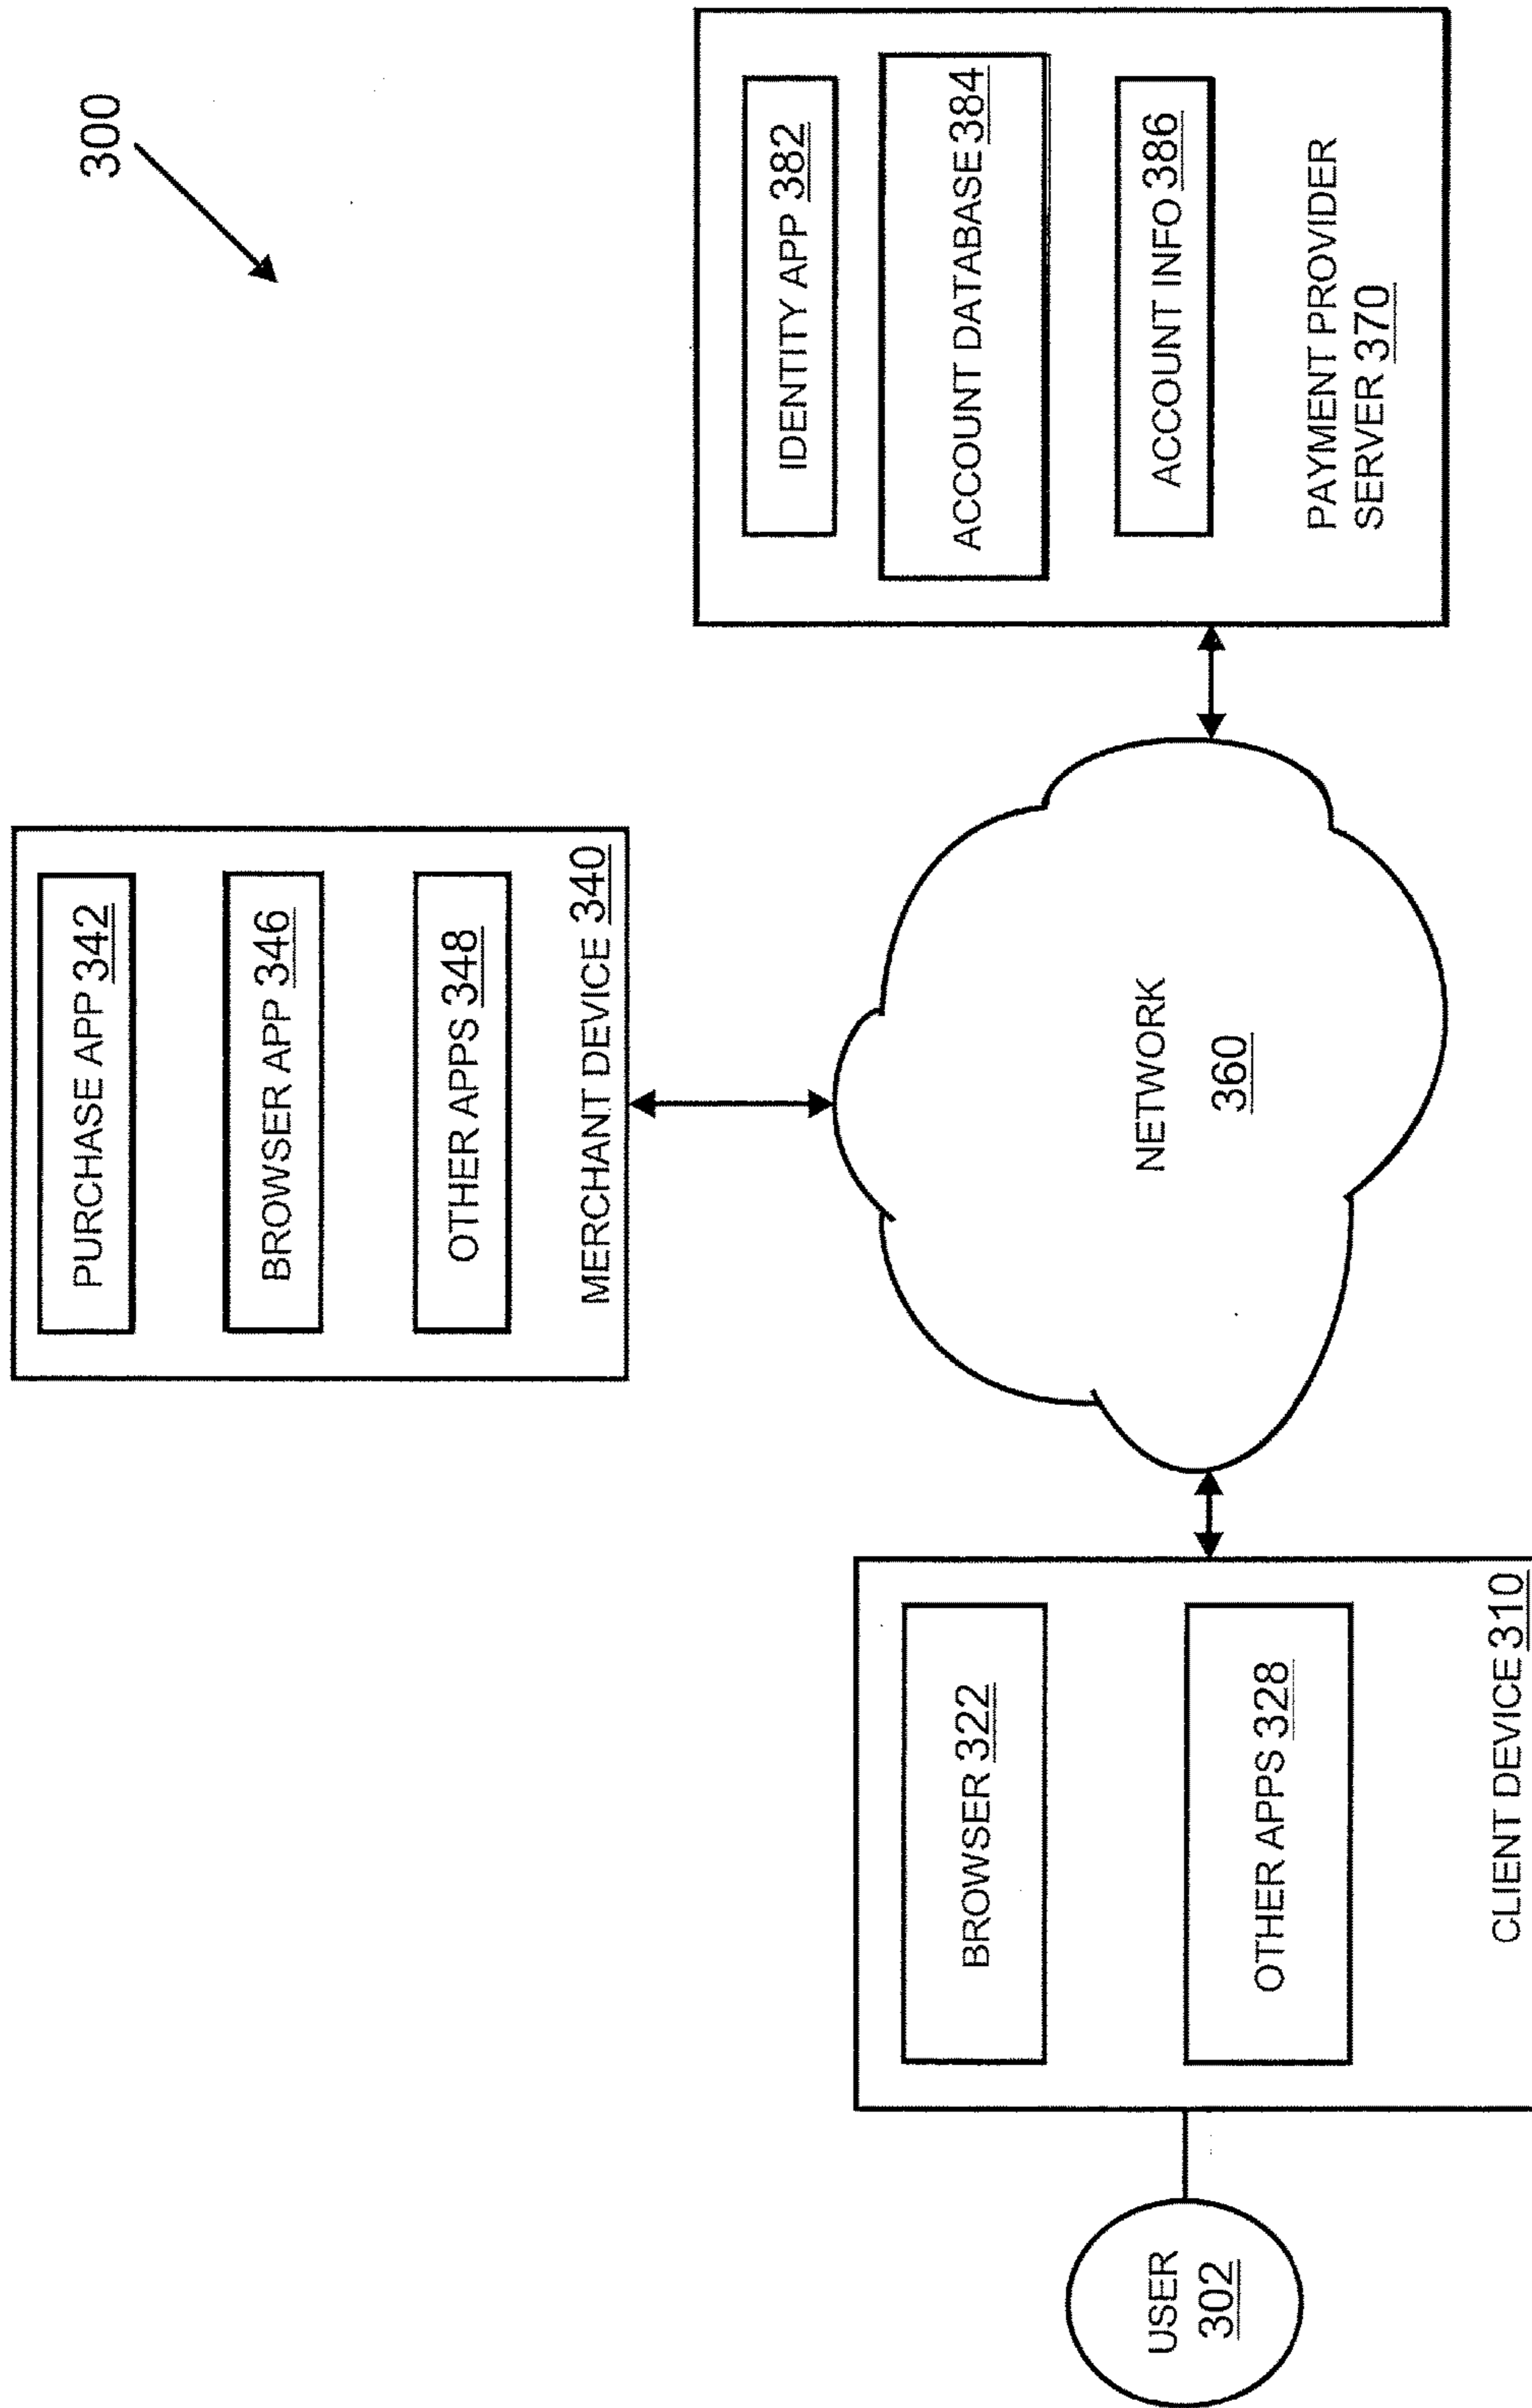 300
PURCHASE APP 342
BROWSER APP 346
OTHER APPS 348
MERCHANT DEVICE 340
USER
302
BROWSER 322
OTHER APPS 328
CLIENT DEVICE 310
NETWORK
360
IDENTITY APP 382
ACCOUNT DATABASE 384
ACCOUNT INFO 386
PAYMENT PROVIDER
SERVER 370